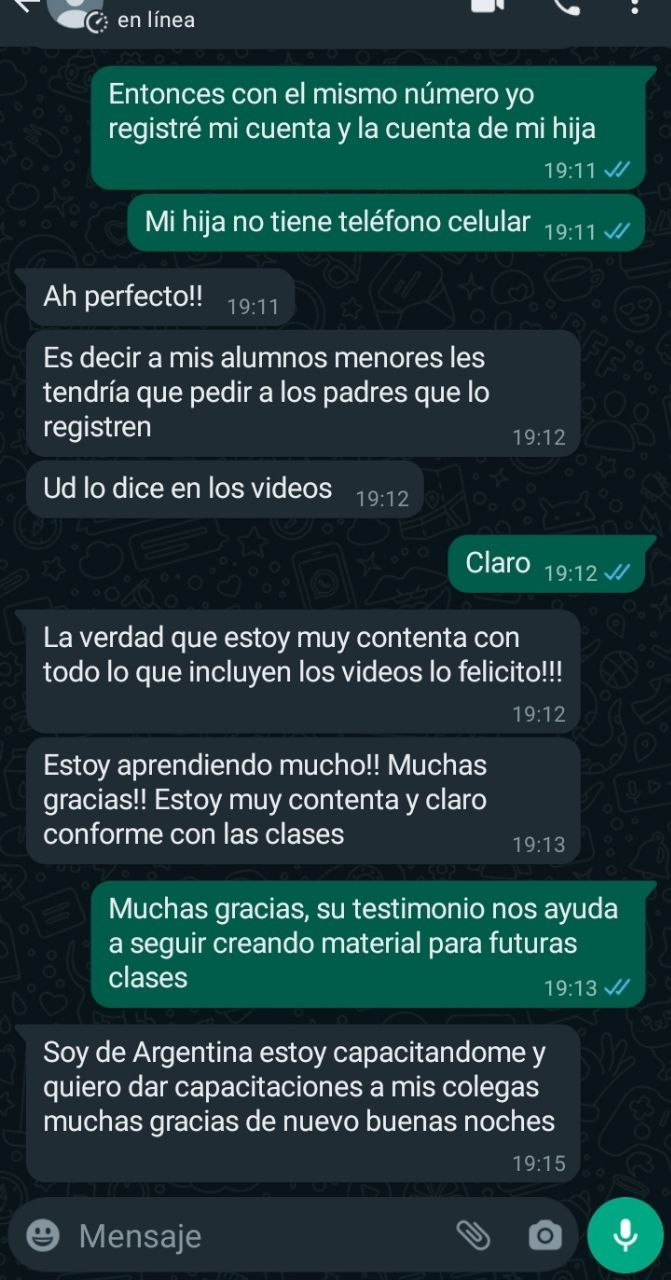 en línea
Entonces con el mismo número yo
registré mi cuenta y la cuenta de mi hija
19:11
Mi hija no tiene teléfono celular 19:11
Ah perfecto!! 19:11
Es decir a mis alumnos menores les
tendría que pedir a los padres que lo
registren
19:12
Ud lo dice en los videos 19:12
Claro 19:12
La verdad que estoy muy contenta con
todo lo que incluyen los videos lo felicito!!!
19:12
Estoy aprendiendo mucho!! Muchas
gracias!! Estoy muy contenta y claro
conforme con las clases
19:13
Muchas gracias, su testimonio nos ayuda
a seguir creando material para futuras
clases
19:13
Soy de Argentina estoy capacitandome y
quiero dar capacitaciones a mis colegas
muchas gracias de nuevo buenas noches
19:15
Mensaje